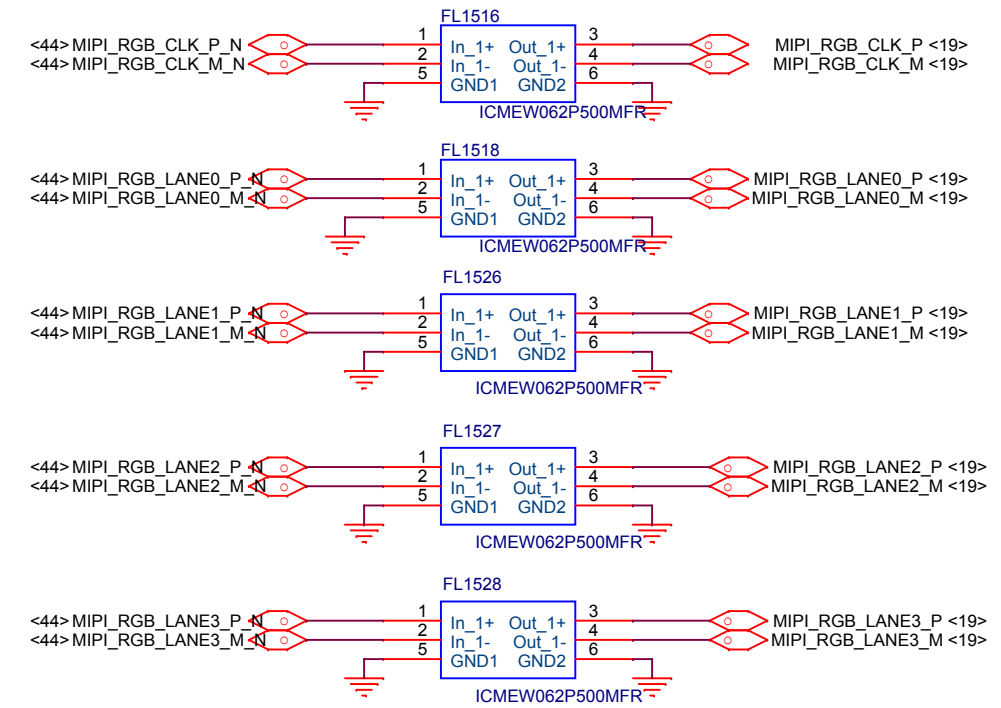 FL1516
<44> MIPI_RGB_CLK_P_N 1 In_1+ Out_1+ 3 MIPI_RGB_CLK_P <19>
<44> MIPI_RGB_CLK_M_N 2 In_1- Out_1- 4 MIPI_RGB_CLK_M <19>
5 GND1 GND2 6
ICMEW062P500MFR
FL1518
<44> MIPI_RGB_LANE0_P_N 1 In_1+ Out_1+ 3 MIPI_RGB_LANE0_P <19>
<44> MIPI_RGB_LANE0_M_N 2 In_1- Out_1- 4 MIPI_RGB_LANE0_M <19>
5 GND1 GND2 6
ICMEW062P500MFR
FL1526
<44> MIPI_RGB_LANE1_P_N 1 In_1+ Out_1+ 3 MIPI_RGB_LANE1_P <19>
<44> MIPI_RGB_LANE1_M_N 2 In_1- Out_1- 4 MIPI_RGB_LANE1_M <19>
5 GND1 GND2 6
ICMEW062P500MFR
FL1527
<44> MIPI_RGB_LANE2_P_N 1 In_1+ Out_1+ 3 MIPI_RGB_LANE2_P <19>
<44> MIPI_RGB_LANE2_M_N 2 In_1- Out_1- 4 MIPI_RGB_LANE2_M <19>
5 GND1 GND2 6
ICMEW062P500MFR
FL1528
<44> MIPI_RGB_LANE3_P_N 1 In_1+ Out_1+ 3 MIPI_RGB_LANE3_P <19>
<44> MIPI_RGB_LANE3_M_N 2 In_1- Out_1- 4 MIPI_RGB_LANE3_M <19>
5 GND1 GND2 6
ICMEW062P500MFR